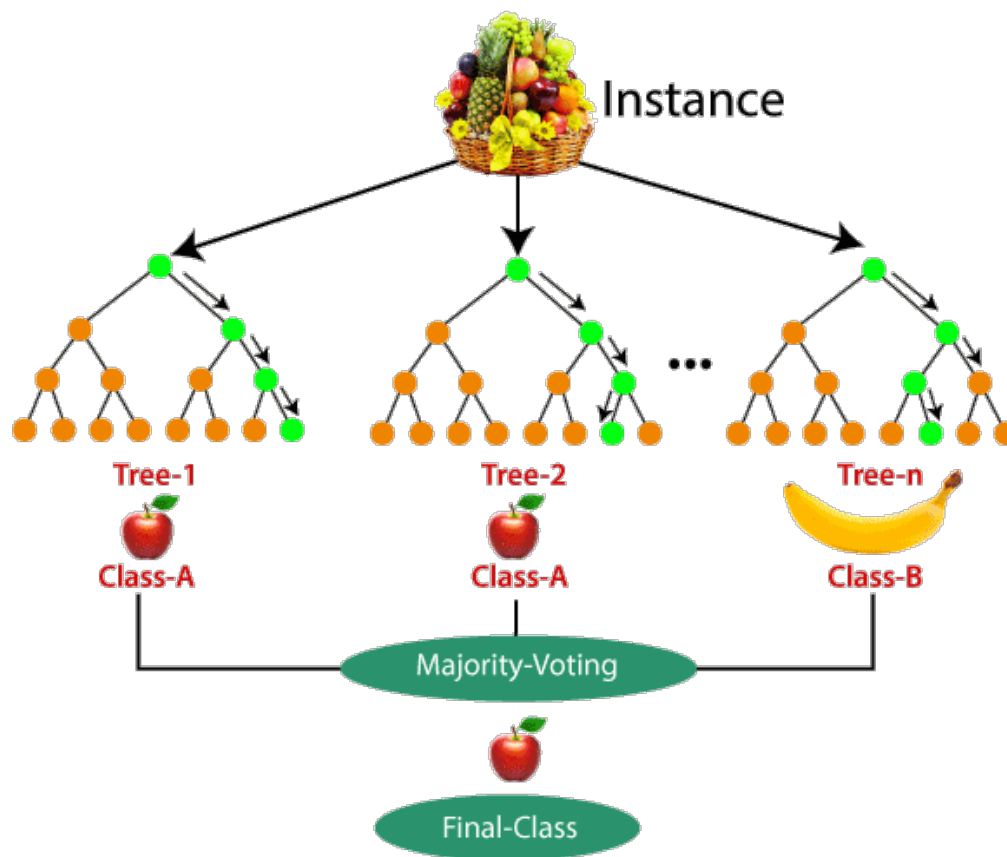 Instance
Tree-1
Tree-2
Tree-n
Class-A
Class-A
Class-B
Majority-Voting
Final-Class